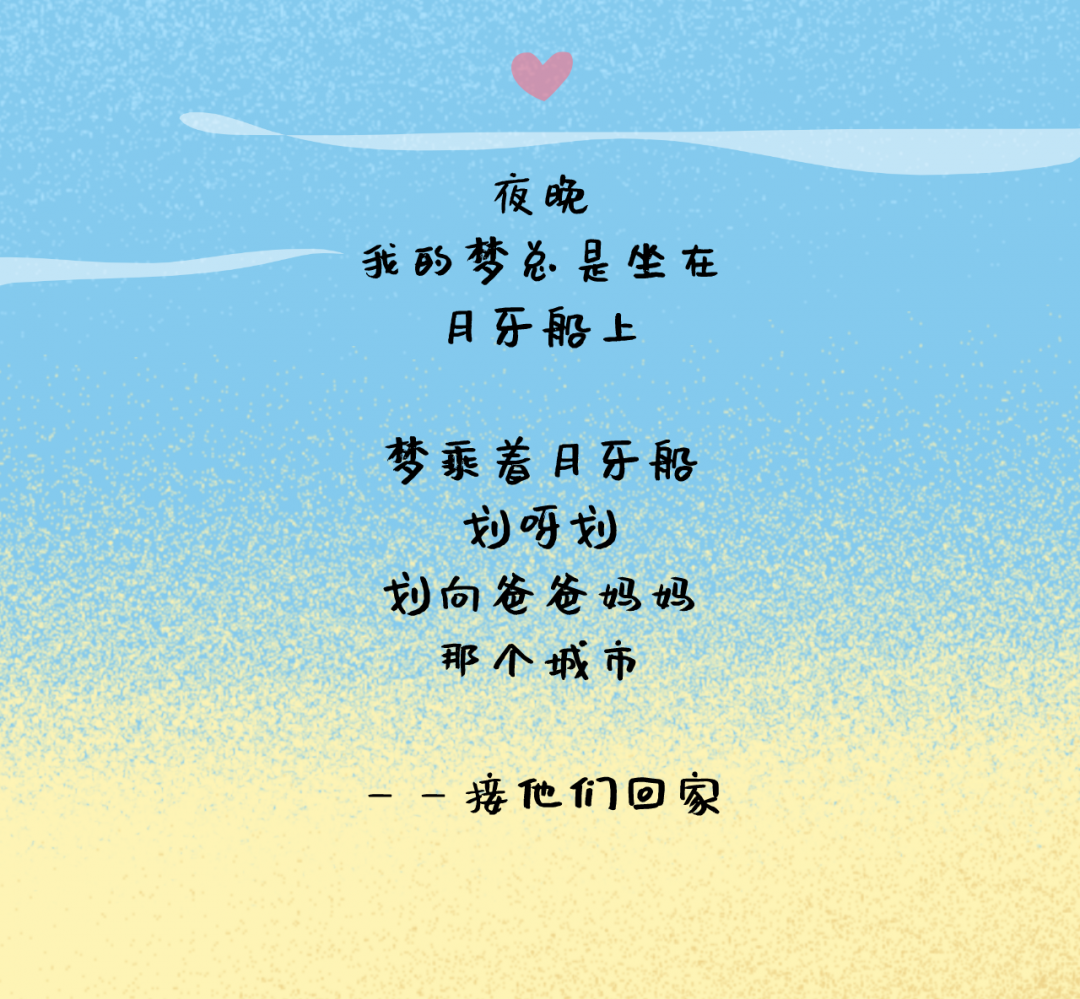 夜晚
我的梦总是坐在
月牙船上
梦乘着月牙船
划呀划
划向爸爸妈妈
那个城市
——接他们回家